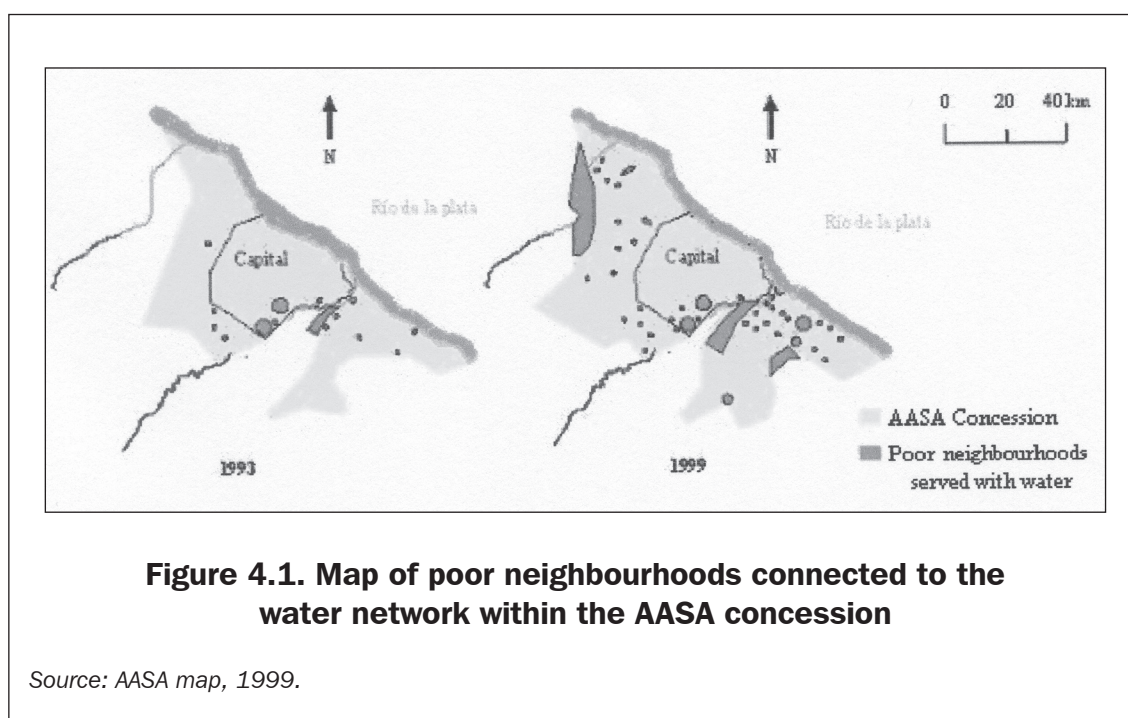 N
Río de la plata
Capital
1993
N
Río de la plata
Capital
1999
0 20 40 km
AASA Concession
Poor neighbourhoods
served with water
Figure 4.1. Map of poor neighbourhoods connected to the
water network within the AASA concession
Source: AASA map, 1999.